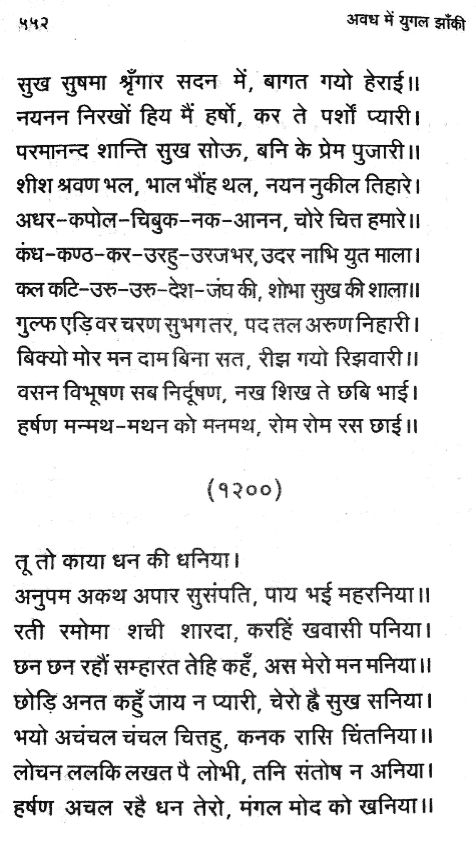 ५५२ अवध में युगल झाँकी
सुख सुषमा श्रृँगार सदन में, बागत गयो हेराई॥
नयनन निरखों हिय मैं हर्षो, कर ते पर्शों प्यारी।
परमानन्द शान्ति सुख सोऊ, बनि के प्रेम पुजारी॥
शीश श्रवण भल, भाल भौंह थल, नयन नुकील तिहारे।
अधर-कपोल-चिबुक-नक-आनन, चोरे चित्त हमारे॥
कंध-कण्ठ-कर-उरहु-उरजभर, उदर नाभि युत माला।
कल कटि-उरु-उरु-देश-जंघ की, शोभा सुख की शाला॥
गुल्फ एड़ि वर चरण सुभग तर, पद तल अरुण निहारी।
बिक्यो मोर मन दाम बिना सत, रीझ गयो रिझवारी॥
वसन विभूषण सब निर्दूषण, नख शिख ते छबि भाई।
हर्षण मन्मथ-मथन को मनमथ, रोम रोम रस छाई॥
(१२००)
तू तो काया धन की धनिया।
अनुपम अकथ अपार सुसंपति, पाय भई महरनिया॥
रती रमोमा शची शारदा, करहिं खवासी पनिया।
छन छन रहौं सम्हारत तेहि कहँ, अस मेरो मन मनिया॥
छोड़ि अनत कहुँ जाय न प्यारी, चेरो ह्वै सुख सनिया।
भयो अचंचल चंचल चित्तहु, कनक रासि चिंतनिया॥
लोचन ललकि लखत पै लोभी, तनि संतोष न अनिया।
हर्षण अचल रहै धन तेरो, मंगल मोद को खनिया॥